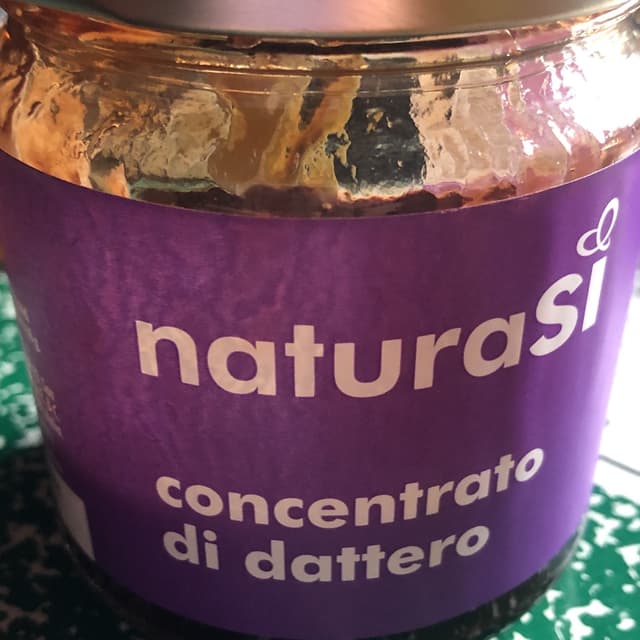 naturasì
concentrato
di dattero